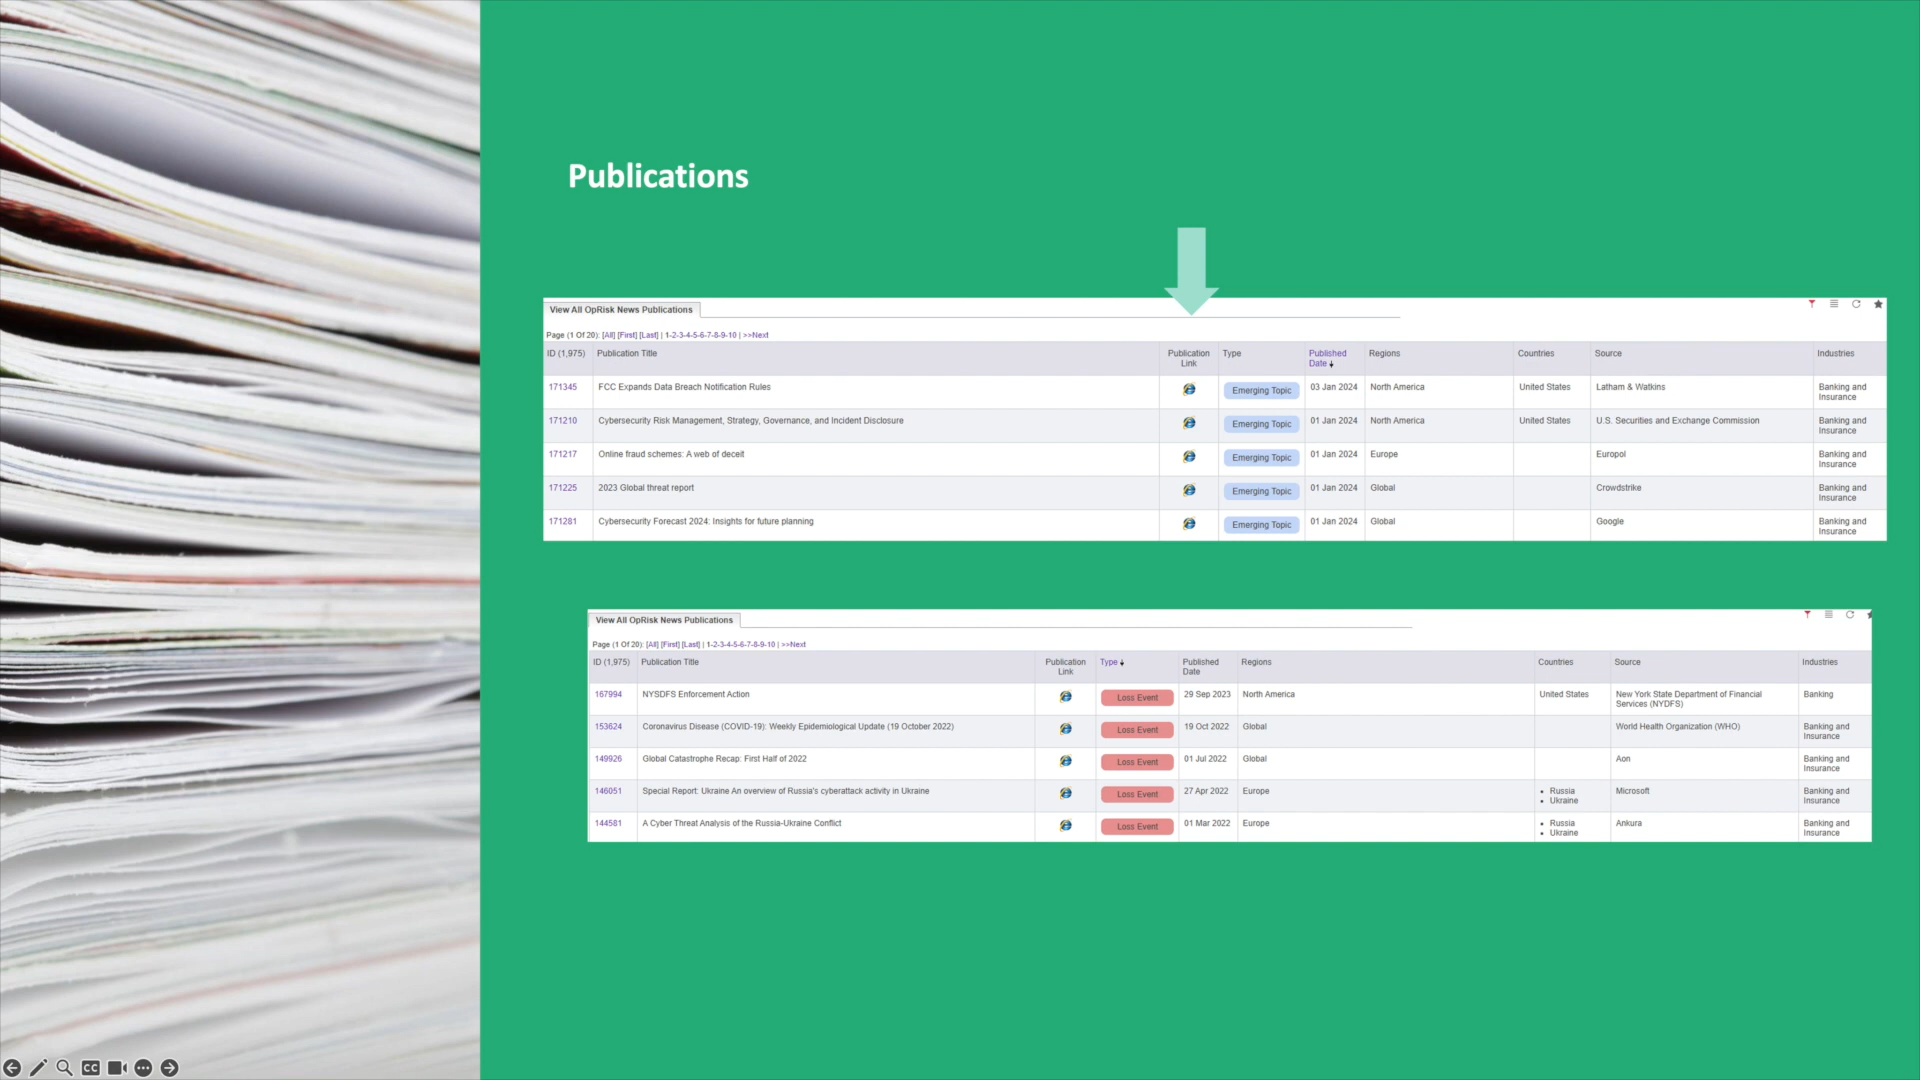 Publications
View All OpRisk News Publications
Page (1 Of 20): [All] [First] [Last] | 1-2-3-4-5-6-7-8-9-10 | >>Next
ID (1,975) Publication Title Publication Link Type Published Date Regions Countries Source Industries
171345 FCC Expands Data Breach Notification Rules Emerging Topic 03 Jan 2024 North America United States Latham & Watkins Banking and Insurance
171210 Cybersecurity Risk Management, Strategy, Governance, and Incident Disclosure Emerging Topic 01 Jan 2024 North America United States U.S. Securities and Exchange Commission Banking and Insurance
171217 Online fraud schemes: A web of deceit Emerging Topic 01 Jan 2024 Europe Europol Banking and Insurance
171225 2023 Global threat report Emerging Topic 01 Jan 2024 Global Crowdstrike Banking and Insurance
171281 Cybersecurity Forecast 2024: Insights for future planning Emerging Topic 01 Jan 2024 Global Google Banking and Insurance
View All OpRisk News Publications
Page (1 Of 20): [All] [First] [Last] | 1-2-3-4-5-6-7-8-9-10 | >>Next
ID (1,975) Publication Title Publication Link Type Published Date Regions Countries Source Industries
167994 NYSDFS Enforcement Action Loss Event 29 Sep 2023 North America United States New York State Department of Financial Services (NYDFS) Banking
153624 Coronavirus Disease (COVID-19): Weekly Epidemiological Update (19 October 2022) Loss Event 19 Oct 2022 Global World Health Organization (WHO) Banking and Insurance
149926 Global Catastrophe Recap: First Half of 2022 Loss Event 01 Jul 2022 Global Aon Banking and Insurance
146051 Special Report: Ukraine An overview of Russia's cyberattack activity in Ukraine Loss Event 27 Apr 2022 Europe • Russia • Ukraine Microsoft Banking and Insurance
144581 A Cyber Threat Analysis of the Russia-Ukraine Conflict Loss Event 01 Mar 2022 Europe • Russia • Ukraine Ankura Banking and Insurance
CC